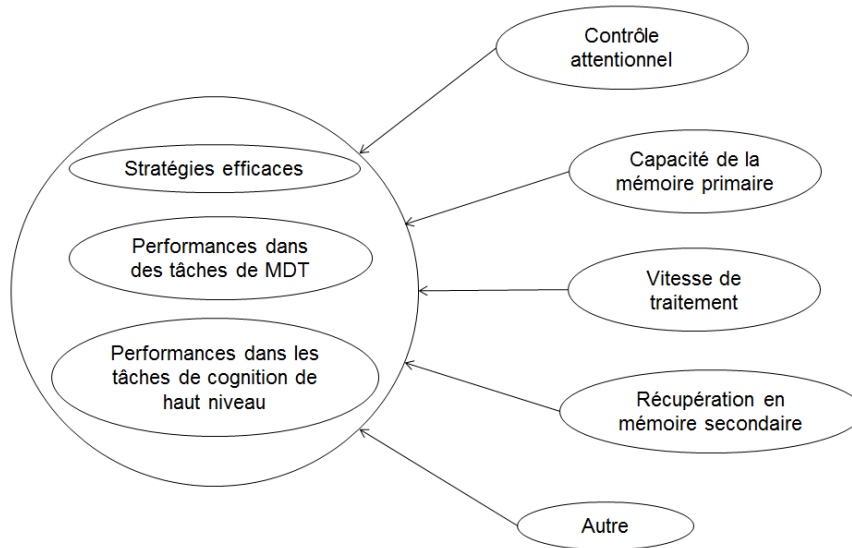 Contrôle
attentionnel
Stratégies efficaces
Capacité de la
mémoire primaire
Performances dans
des tâches de MDT
Vitesse de
traitement
Performances dans les
tâches de cognition de
haut niveau
Récupération en
mémoire secondaire
Autre